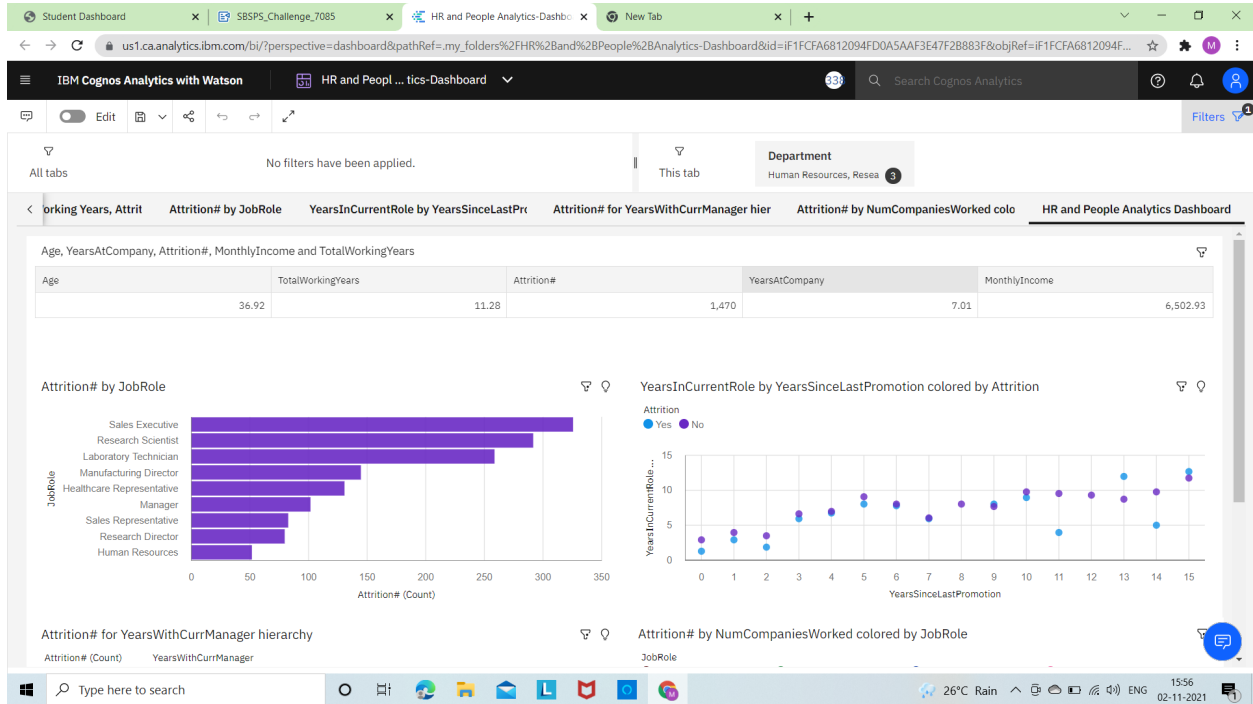 Student Dashboard
SBSPS_Challenge_7085
HR and People Analytics-Dashbo
New Tab
us1.ca.analytics.ibm.com/bi/?perspective=dashboard&pathRef=.my_folders%2FHR%2Band%2BPeople%2BAnalytics-Dashboard&id=iF1FCFA6812094FD0A5AAF3E47F2B883F&objRef=iF1FCFA6812094F...
M
IBM Cognos Analytics with Watson
HR and Peopl ... tics-Dashboard
Search Cognos Analytics
Edit
Filters
1
All tabs
No filters have been applied.
This tab
Department
Human Resources, Resea 3
orking Years, Attrit
Attrition# by JobRole
YearsInCurrentRole by YearsSinceLastPr
Attrition# for YearsWithCurrManager hier
Attrition# by NumCompaniesWorked colo
HR and People Analytics Dashboard
Age, YearsAtCompany, Attrition#, MonthlyIncome and TotalWorkingYears
Age TotalWorkingYears Attrition# YearsAtCompany MonthlyIncome
36.92 11.28 1,470 7.01 6,502.93
Attrition# by JobRole
JobRole
Sales Executive
Research Scientist
Laboratory Technician
Manufacturing Director
Healthcare Representative
Manager
Sales Representative
Research Director
Human Resources
0 50 100 150 200 250 300 350
Attrition# (Count)
YearsInCurrentRole by YearsSinceLastPromotion colored by Attrition
Attrition
Yes No
YearsInCurrentRole ...
15
10
5
0
0 1 2 3 4 5 6 7 8 9 10 11 12 13 14 15
YearsSinceLastPromotion
Attrition# for YearsWithCurrManager hierarchy
Attrition# (Count) YearsWithCurrManager
Attrition# by NumCompaniesWorked colored by JobRole
JobRole
Type here to search
L
26°C Rain
ENG
15:56
02-11-2021
1